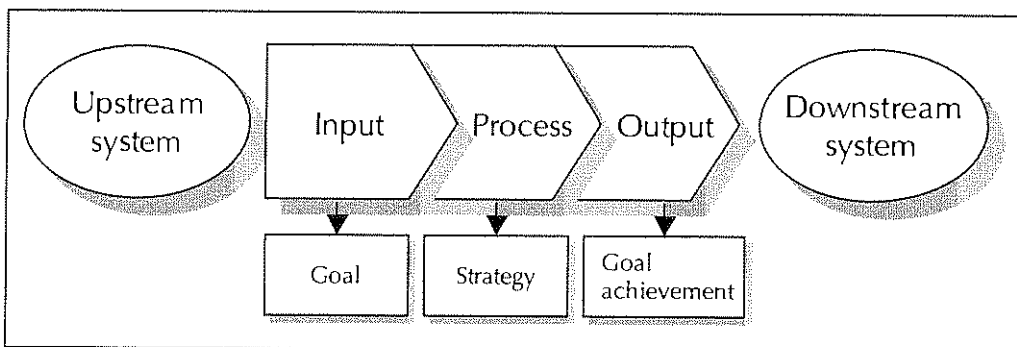 Upstream
system
Input
Process
Output
Downstream
system
Goal
Strategy
Goal
achievement